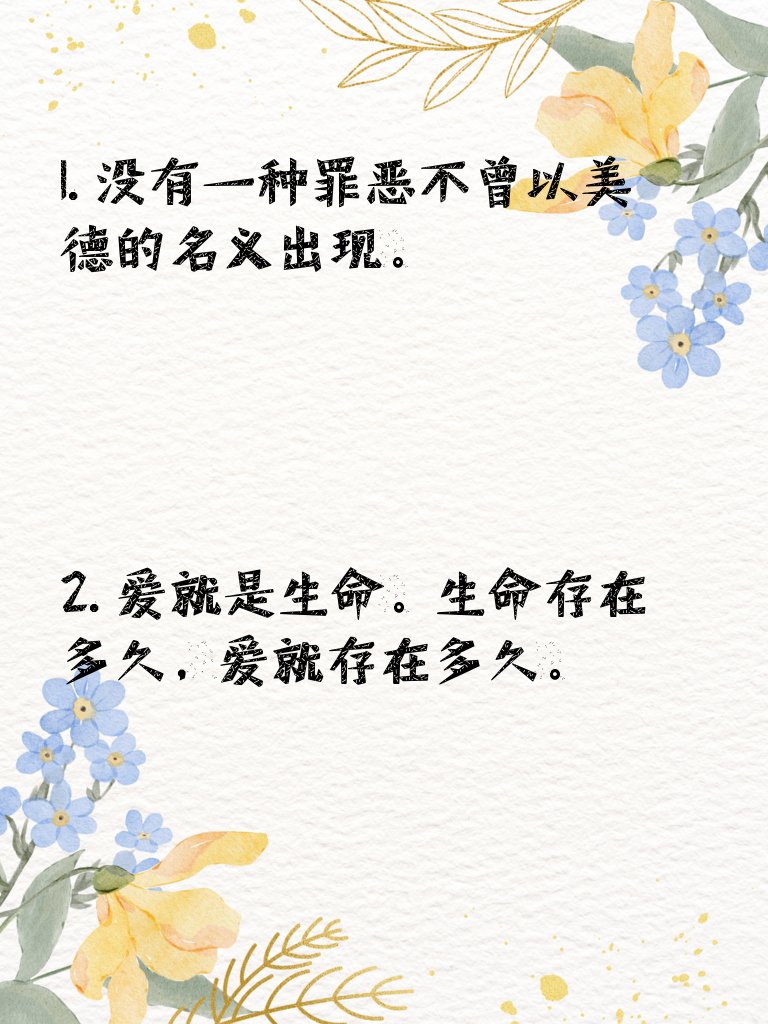 1. 没有一种罪恶不曾以美
德的名义出现。
2. 爱就是生命。生命存在
多久，爱就存在多久。